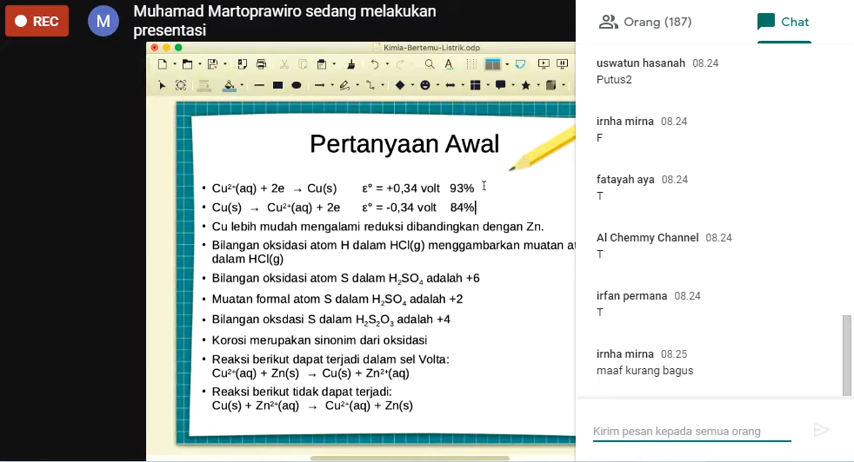 REC
M
Muhamad Martoprawiro sedang melakukan
presentasi
Kimia-Bertemu-Listrik.odp
Pertanyaan Awal
• Cu²⁺(aq) + 2e → Cu(s) ε° = +0,34 volt 93%
• Cu(s) → Cu²⁺(aq) + 2e ε° = -0,34 volt 84%
• Cu lebih mudah mengalami reduksi dibandingkan dengan Zn.
• Bilangan oksidasi atom H dalam HCl(g) menggambarkan muatan
dalam HCl(g)
• Bilangan oksidasi atom S dalam H₂SO₄ adalah +6
• Muatan formal atom S dalam H₂SO₄ adalah +2
• Bilangan oksdasi S dalam H₂S₂O₃ adalah +4
• Korosi merupakan sinonim dari oksidasi
• Reaksi berikut dapat terjadi dalam sel Volta:
Cu²⁺(aq) + Zn(s) → Cu(s) + Zn²⁺(aq)
• Reaksi berikut tidak dapat terjadi:
Cu(s) + Zn²⁺(aq) → Cu²⁺(aq) + Zn(s)
Orang (187)
Chat
uswatun hasanah 08.24
Putus2
irnha mirna 08.24
F
fatayah aya 08.24
T
Al Chemmy Channel 08.24
T
irfan permana 08.24
T
irnha mirna 08.25
maaf kurang bagus
Kirim pesan kepada semua orang